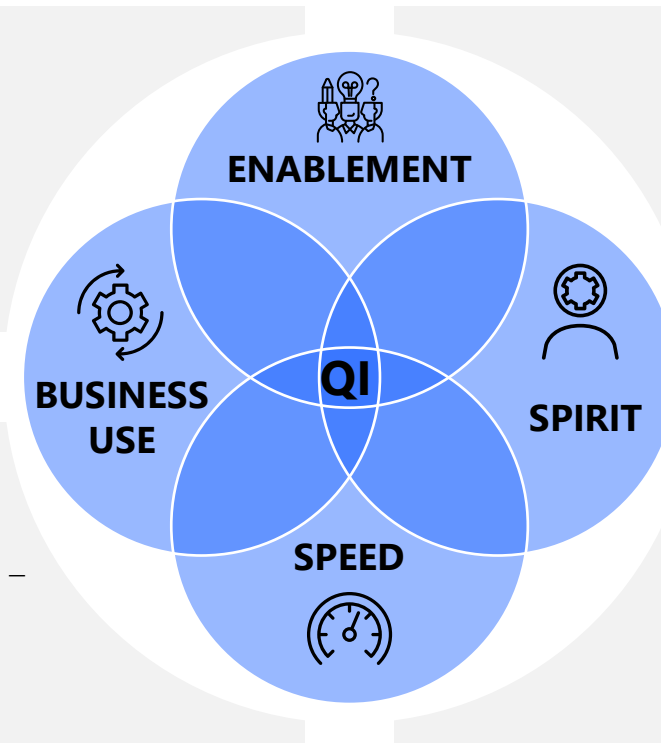 ENABLEMENT
BUSINESS
USE
QI
SPIRIT
SPEED
–